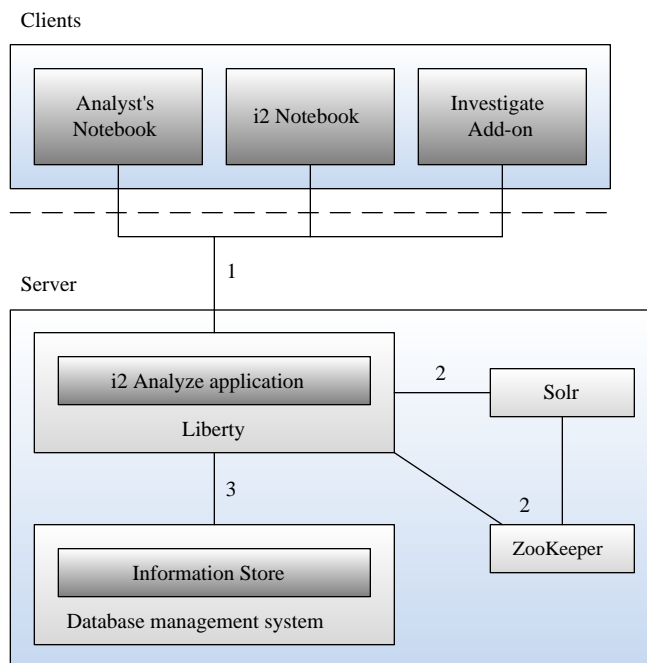 Clients
Analyst's
Notebook
i2 Notebook
Investigate
Add-on
1
Server
i2 Analyze application
Liberty
2
Solr
3
2
ZooKeeper
Information Store
Database management system